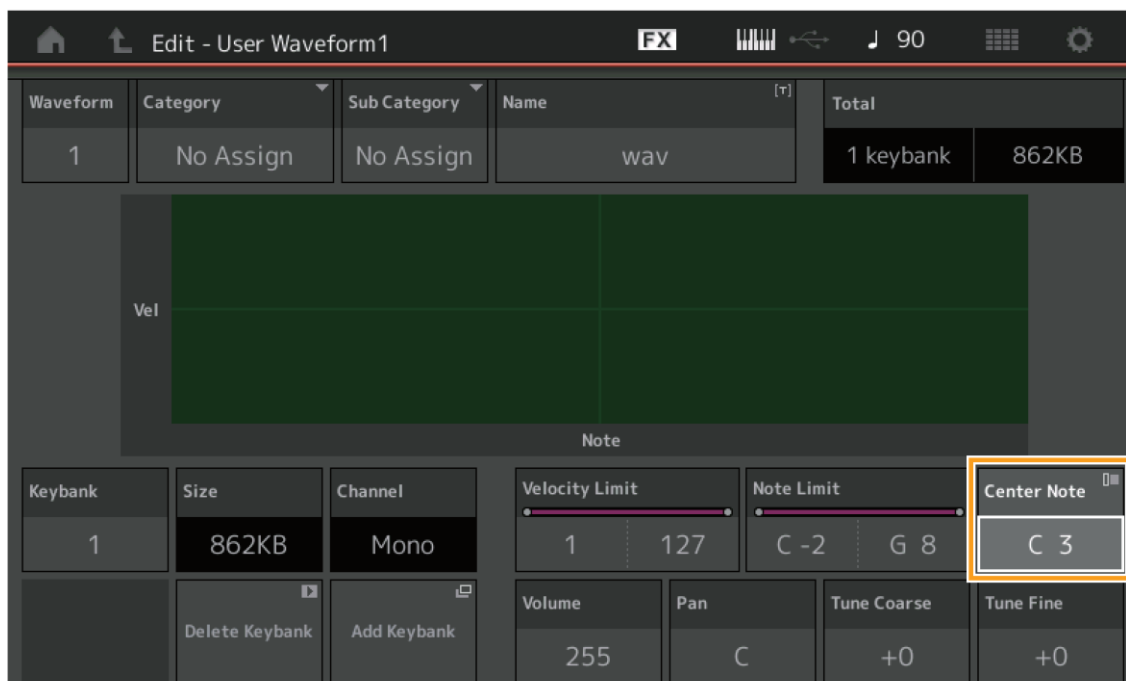 Edit - User Waveform1 FX ♩ 90
Waveform Category Sub Category Name [T] Total
1 No Assign No Assign wav 1 keybank 862KB
Vel
Note
Keybank Size Channel Velocity Limit Note Limit Center Note
1 862KB Mono 1 127 C -2 G 8 C 3
Delete Keybank Add Keybank Volume Pan Tune Coarse Tune Fine
255 C +0 +0